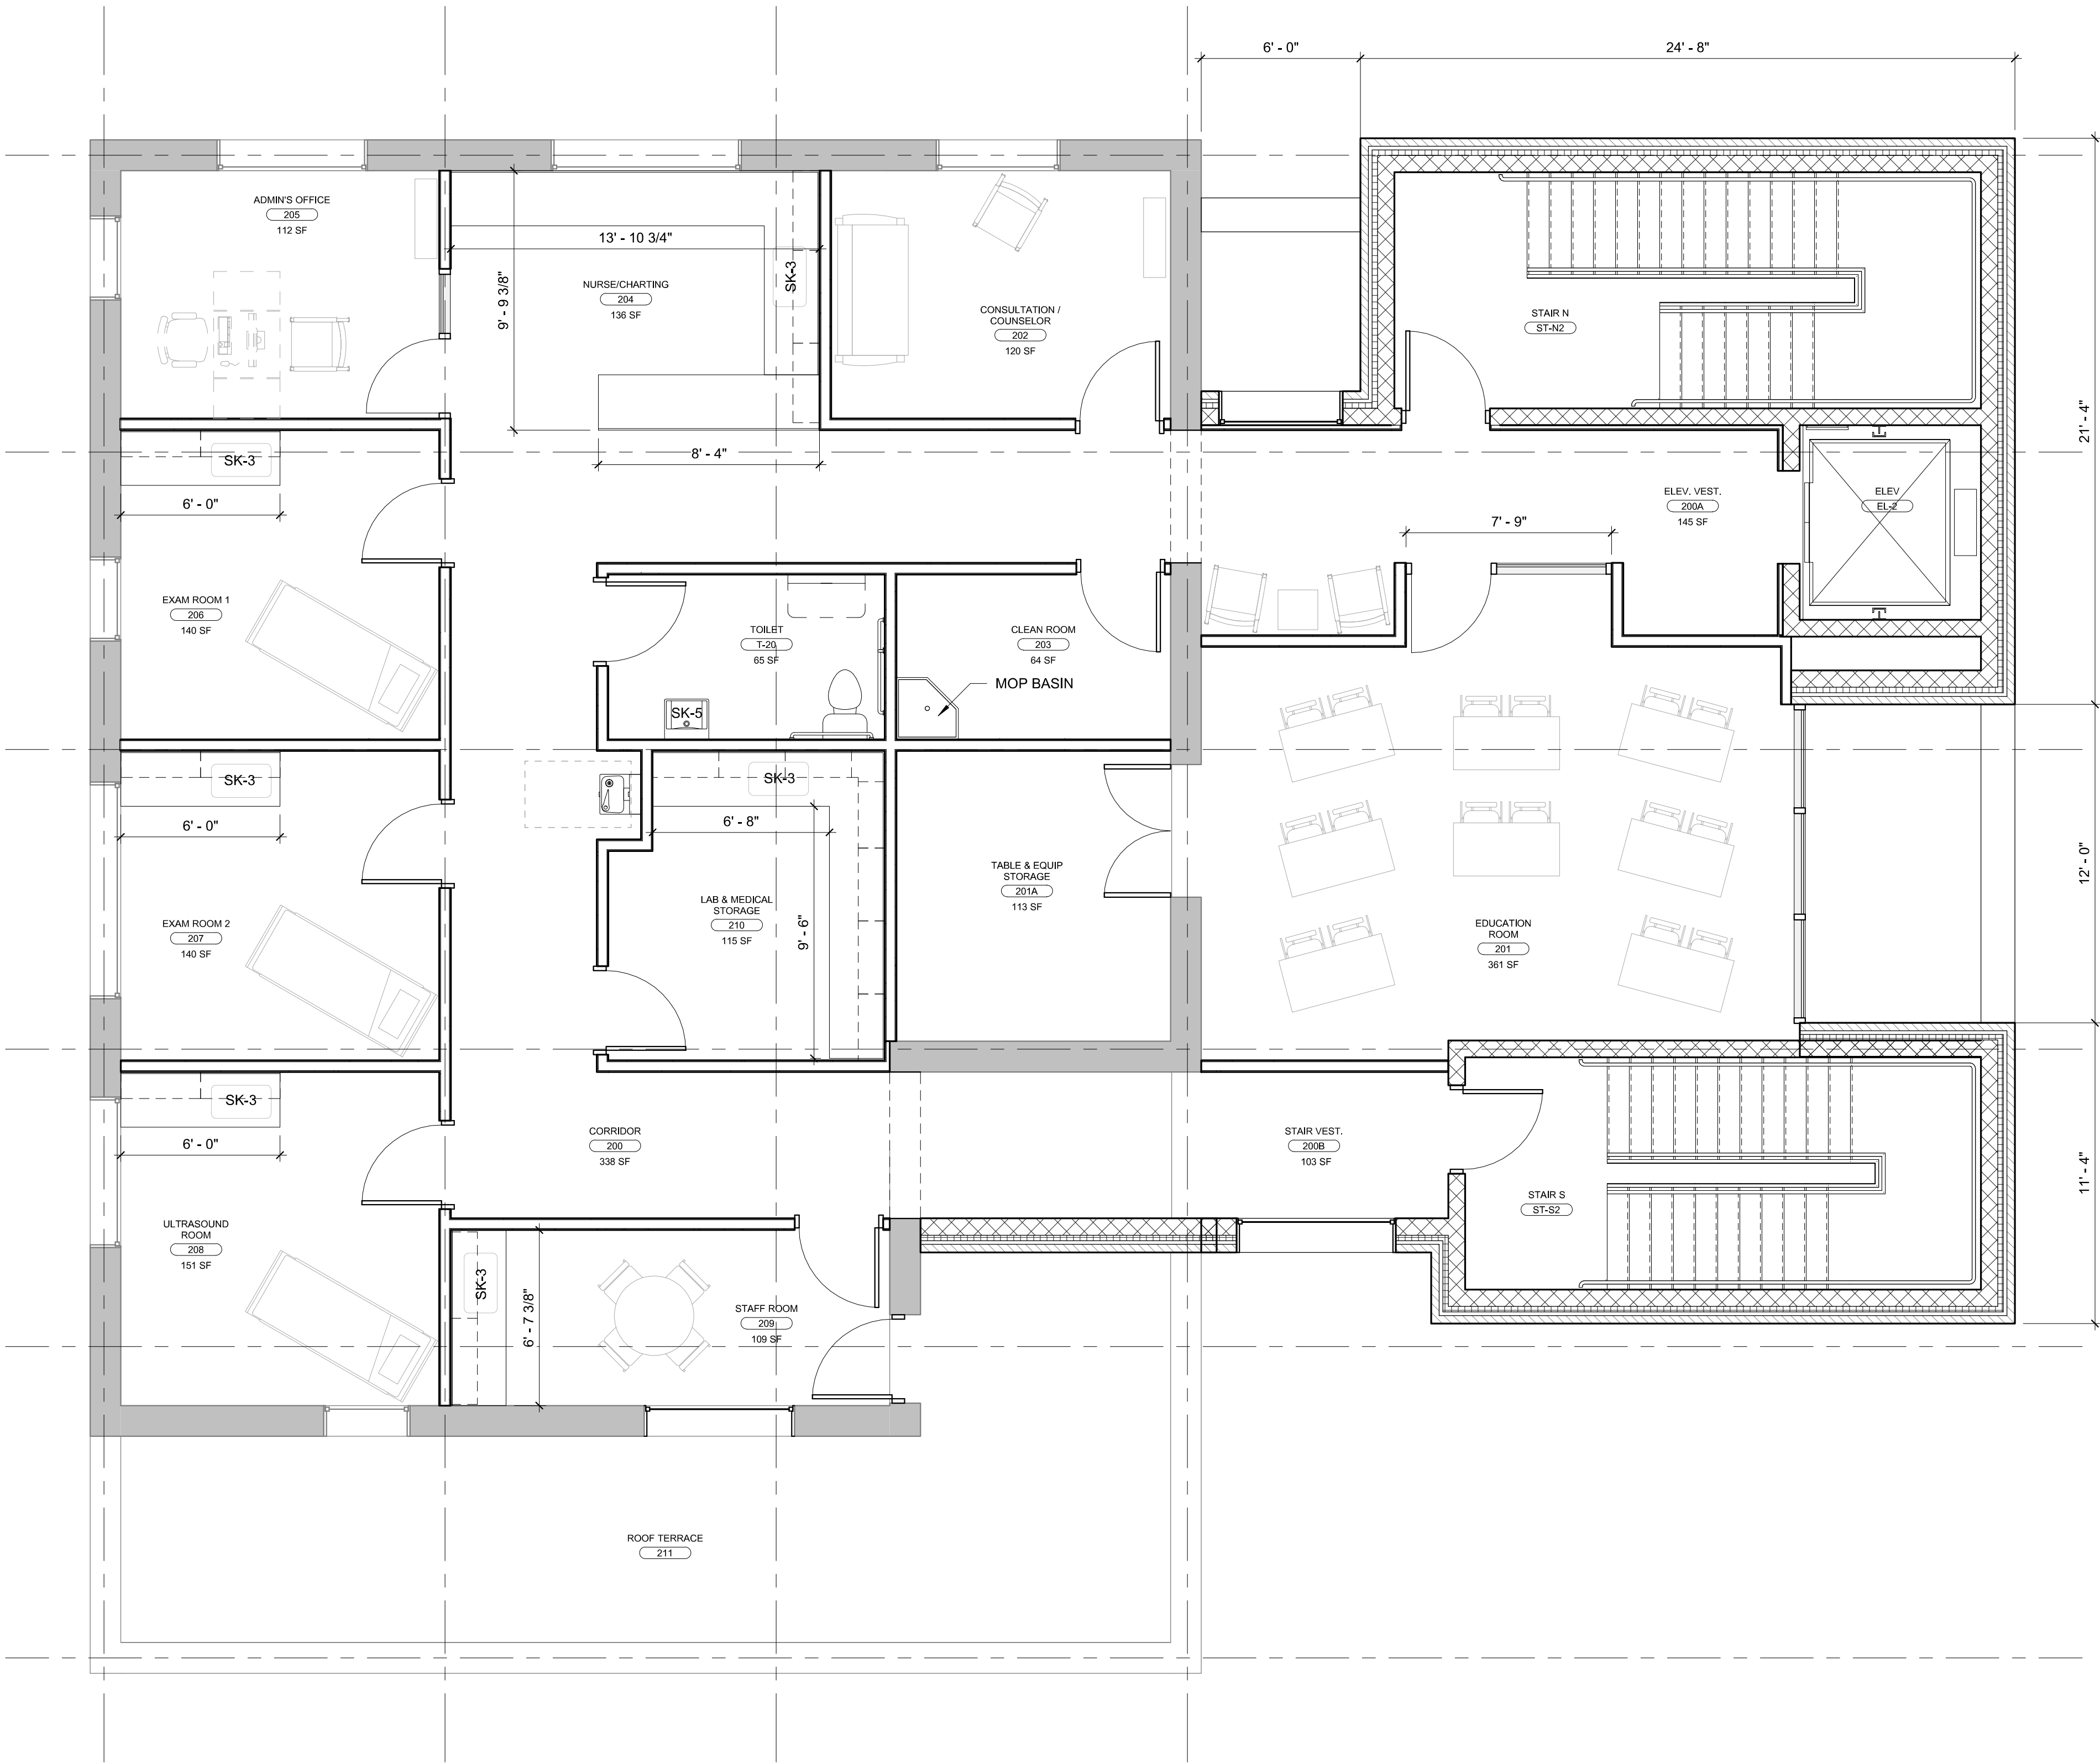 6' - 0"
24' - 8"
ADMIN'S OFFICE
205
112 SF
13' - 10 3/4"
9' - 9 3/8"
SK-3
NURSE/CHARTING
204
136 SF
CONSULTATION /
COUNSELOR
202
120 SF
STAIR N
ST-N2
21' - 4"
SK-3
8' - 4"
6' - 0"
7' - 9"
ELEV. VEST.
200A
145 SF
ELEV
EL-2
EXAM ROOM 1
206
140 SF
TOILET
T-20
65 SF
CLEAN ROOM
203
64 SF
MOP BASIN
SK-5
SK-3
SK-3
6' - 0"
6' - 8"
9' - 6"
TABLE & EQUIP
STORAGE
201A
113 SF
12' - 0"
LAB & MEDICAL
STORAGE
210
115 SF
EXAM ROOM 2
207
140 SF
EDUCATION
ROOM
201
361 SF
SK-3
6' - 0"
CORRIDOR
200
338 SF
STAIR VEST.
200B
103 SF
STAIR S
ST-S2
11' - 4"
ULTRASOUND
ROOM
208
151 SF
SK-3
6' - 7 3/8"
STAFF ROOM
209
109 SF
ROOF TERRACE
211